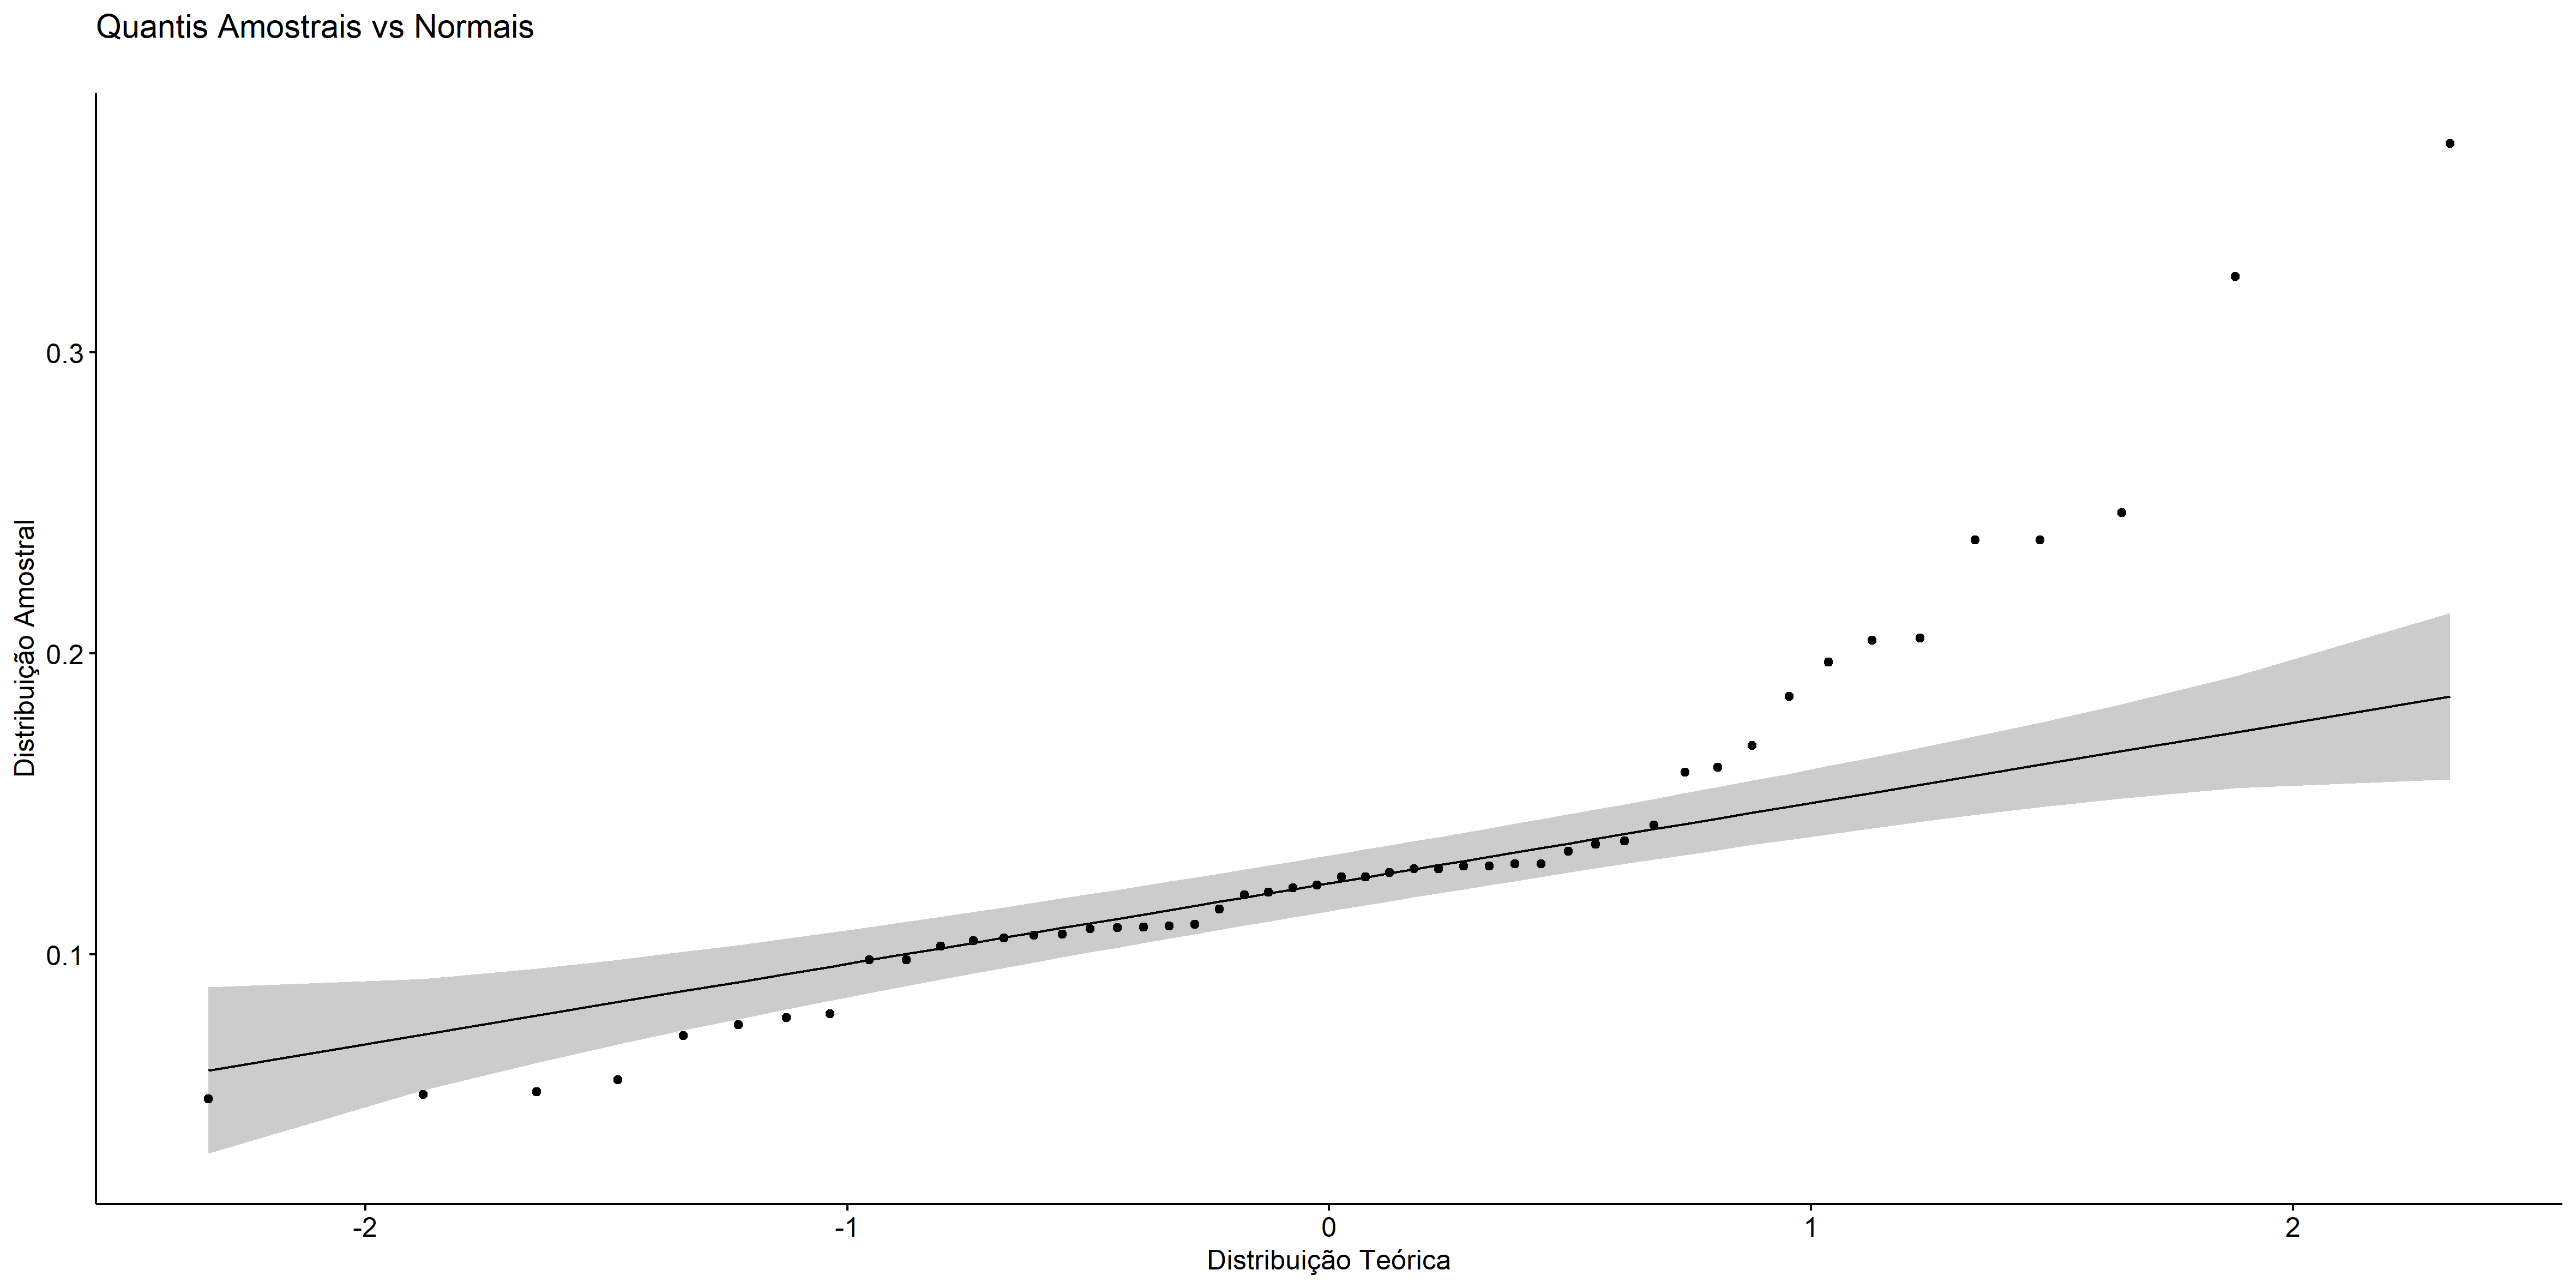 Quantis Amostrais vs Normais
Distribuição Amostral
0.3
0.2
0.1
-2
-1
0
1
2
Distribuição Teórica